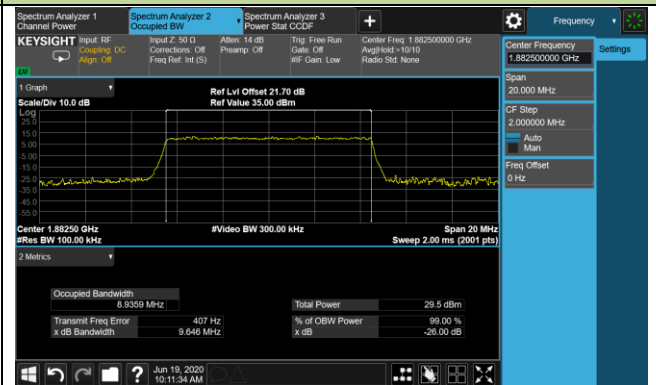 Spectrum Analyzer 1
Channel Power
Spectrum Analyzer 2
Occupied BW
Spectrum Analyzer 3
Power Stat CCDF
Frequency
KEYSIGHT
Input: RF
Coupling: DC
Align: Off
Input Z: 50 Ω
Corrections: Off
Freq Ref: Int (S)
Atten: 14 dB
Preamp: Off
Trig: Free Run
Gate: Off
#IF Gain: Low
Center Freq: 1.882500000 GHz
Avg|Hold:>10/10
Radio Std: None
Center Frequency
1.882500000 GHz
Settings
Span
20.000 MHz
CF Step
2.000000 MHz
Auto
Man
Freq Offset
0 Hz
1 Graph
Scale/Div 10.0 dB
Ref Lvl Offset 21.70 dB
Ref Value 35.00 dBm
Log
25.0
15.0
5.00
-5.00
-15.0
-25.0
-35.0
-45.0
-55.0
Center 1.88250 GHz
#Video BW 300.00 kHz
Span 20 MHz
#Res BW 100.00 kHz
Sweep 2.00 ms (2001 pts)
2 Metrics
Occupied Bandwidth
8.9359 MHz
Total Power
29.5 dBm
Transmit Freq Error
407 Hz
% of OBW Power
99.00 %
x dB Bandwidth
9.646 MHz
x dB
-26.00 dB
?
Jun 19, 2020
10:11:34 AM